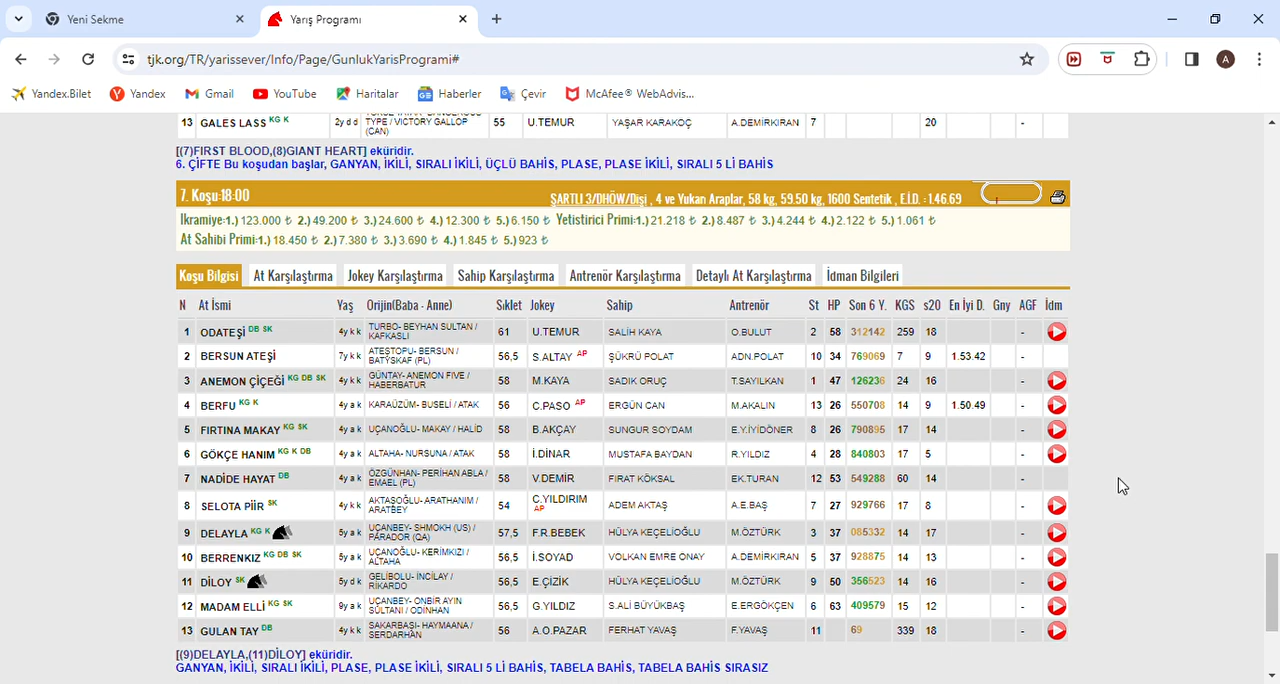 Yeni Sekme
Yarış Programı
tjk.org/TR/yarissever/Info/Page/GunlukYarisProgrami#
A
Yandex.Bilet Yandex Gmail YouTube Haritalar Haberler Çevir McAfee® WebAdvis...
13 GALES LASS KG K 2y d d TYPE / VICTORY GALLOP (CAN) 55 U.TEMUR YAŞAR KARAKOÇ A.DEMİRKIRAN 7 20 -
[(7)FIRST BLOOD,(8)GIANT HEART] eküridir.
6. ÇİFTE Bu koşudan başlar, GANYAN, İKİLİ, SIRALI İKİLİ, ÜÇLÜ BAHİS, PLASE, PLASE İKİLİ, SIRALI 5 Lİ BAHİS
7. Koşu:18:00 ŞARTLI 3/DHÖW/Dişi , 4 ve Yukarı Araplar, 58 kg, 59.50 kg, 1600 Sentetik , E.İ.D. : 1.46.69
İkramiye:1.) 123.000 ₺ 2.) 49.200 ₺ 3.) 24.600 ₺ 4.) 12.300 ₺ 5.) 6.150 ₺ Yetiştirici Primi:1.) 21.218 ₺ 2.) 8.487 ₺ 3.) 4.244 ₺ 4.) 2.122 ₺ 5.) 1.061 ₺
At Sahibi Primi:1.) 18.450 ₺ 2.) 7.380 ₺ 3.) 3.690 ₺ 4.) 1.845 ₺ 5.) 923 ₺
Koşu Bilgisi At Karşılaştırma Jokey Karşılaştırma Sahip Karşılaştırma Antrenör Karşılaştırma Detaylı At Karşılaştırma İdman Bilgileri
N At İsmi Yaş Orijin(Baba - Anne) Sıklet Jokey Sahip Antrenör St HP Son 6 Y. KGS s20 En İyi D. Gny AGF İdm
1 ODATEŞİ DB SK 4y k k TURBO- BEYHAN SULTAN / KAFKASLI 61 U.TEMUR SALİH KAYA O.BULUT 2 58 312142 259 18 -
2 BERSUN ATEŞİ 7y k k ATEŞTOPU- BERSUN / BATYSKAF (PL) 56,5 S.ALTAY AP ŞÜKRÜ POLAT ADN.POLAT 10 34 769069 7 9 1.53.42 -
3 ANEMON ÇİÇEĞİ KG DB SK 4y k k GÜNTAY- ANEMON FIVE / HABERBATUR 58 M.KAYA SADIK ORUÇ T.SAYILKAN 1 47 126236 24 16 -
4 BERFU KG K 4y a k KARAÜZÜM- BUSELİ / ATAK 56 C.PASO AP ERGÜN CAN M.AKALIN 13 26 550708 14 9 1.50.49 -
5 FIRTINA MAKAY KG SK 4y a k UÇANOĞLU- MAKAY / HALİD 58 B.AKÇAY SUNGUR SOYDAM E.Y.İYİDÖNER 8 26 790895 17 14 -
6 GÖKÇE HANIM KG K DB 4y a k ALTAHA- NURSUNA / ATAK 58 İ.DİNAR MUSTAFA BAYDAN R.YILDIZ 4 28 840803 17 5 -
7 NADİDE HAYAT DB 4y a k ÖZGÜNHAN- PERİHAN ABLA / EMAEL (PL) 58 V.DEMİR FIRAT KÖKSAL EK.TURAN 12 53 549288 60 14 -
8 SELOTA PİİR SK 4y k k AKTAŞOĞLU- ARATHANIM / ARATBEY 54 Ç.YILDIRIM AP ADEM AKTAŞ A.E.BAŞ 7 27 929766 17 8 -
9 DELAYLA KG K 5y a k UÇANBEY- SHMOKH (US) / PARADOR (QA) 57,5 F.R.BEBEK HÜLYA KEÇELİOĞLU M.ÖZTÜRK 3 37 085332 14 17 -
10 BERRENKIZ KG DB SK 5y a k UÇANOĞLU- KERİMKIZI / ALTAHA 56,5 İ.SOYAD VOLKAN EMRE ONAY A.DEMİRKIRAN 5 37 928875 14 13 -
11 DİLOY SK 5y d k GELİBOLU- İNCİLAY / RİKARDO 56,5 E.ÇİZİK HÜLYA KEÇELİOĞLU M.ÖZTÜRK 9 50 356523 14 16 -
12 MADAM ELLİ KG SK 9y a k UÇANBEY- ONBİR AYIN SULTANI / ODINHAN 56,5 G.YILDIZ S.ALİ BÜYÜKBAŞ E.ERGÖKÇEN 6 63 409579 15 12 -
13 GULAN TAY DB 4y k k SAKARBAŞI- HAYMAANA / SERDARHAN 56 A.O.PAZAR FERHAT YAVAŞ F.YAVAŞ 11 69 339 18 -
[(9)DELAYLA,(11)DİLOY] eküridir.
GANYAN, İKİLİ, SIRALI İKİLİ, PLASE, PLASE İKİLİ, SIRALI 5 Lİ BAHİS, TABELA BAHİS, TABELA BAHİS SIRASIZ